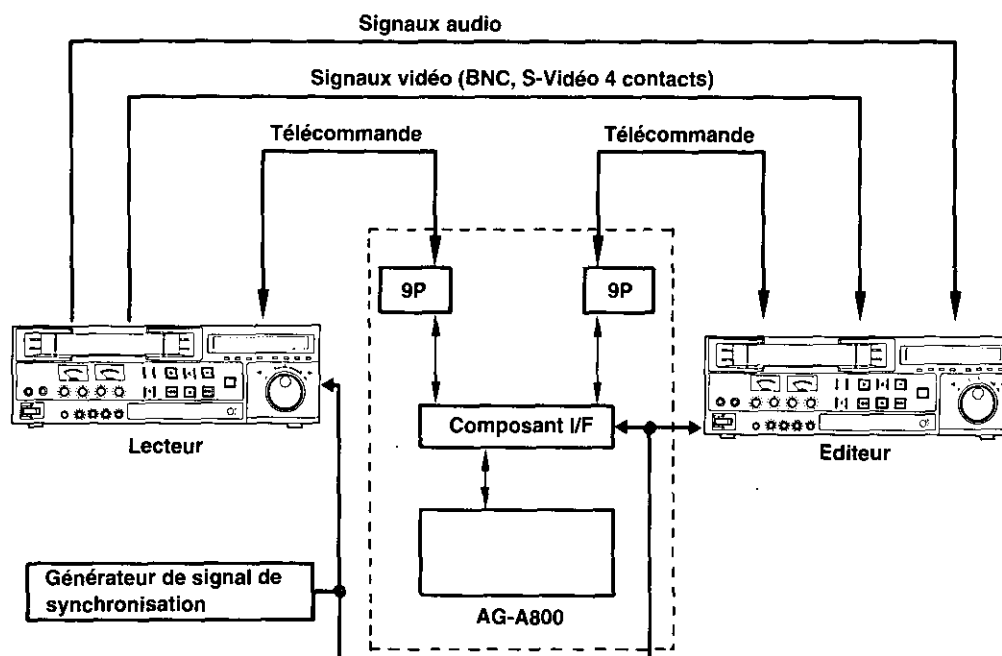 Signaux audio
Signaux vidéo (BNC, S-Vidéo 4 contacts)
Télécommande
Télécommande
9P
9P
Composant I/F
Lecteur
Editeur
Générateur de signal de
synchronisation
AG-A800